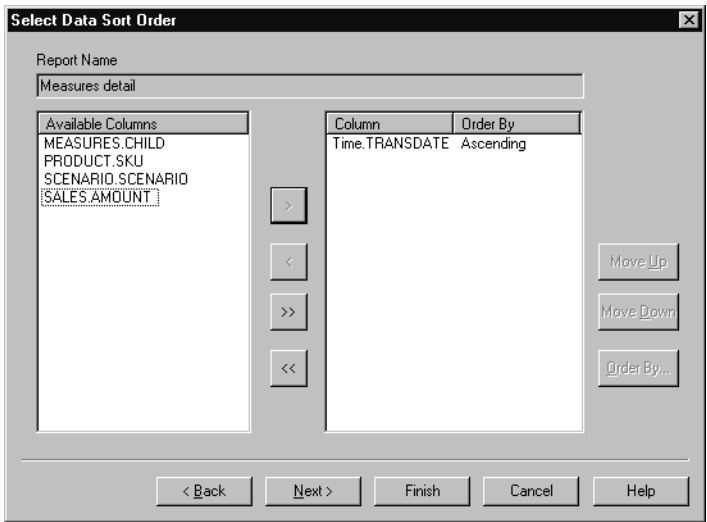 Select Data Sort Order
Report Name
Measures detail
Available Columns
MEASURES.CHILD
PRODUCT.SKU
SCENARIO.SCENARIO
SALES.AMOUNT
>
<
>>
<<
Column Order By
Time.TRANSDATE Ascending
Move Up
Move Down
Order By...
< Back Next > Finish Cancel Help